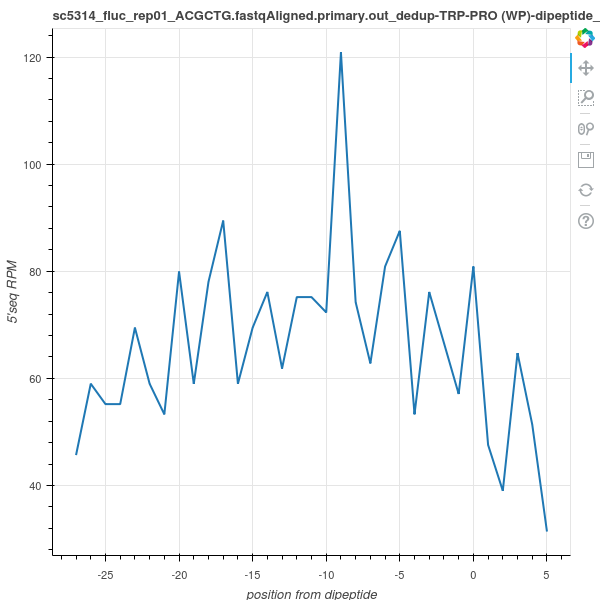 sc5314_fluc_rep01_ACGCTG.fastqAligned.primary.out_dedup-TRP-PRO (WP)-dipeptide_
120
100
80
60
40
5'seq RPM
-25 -20 -15 -10 -5 0 5
position from dipeptide